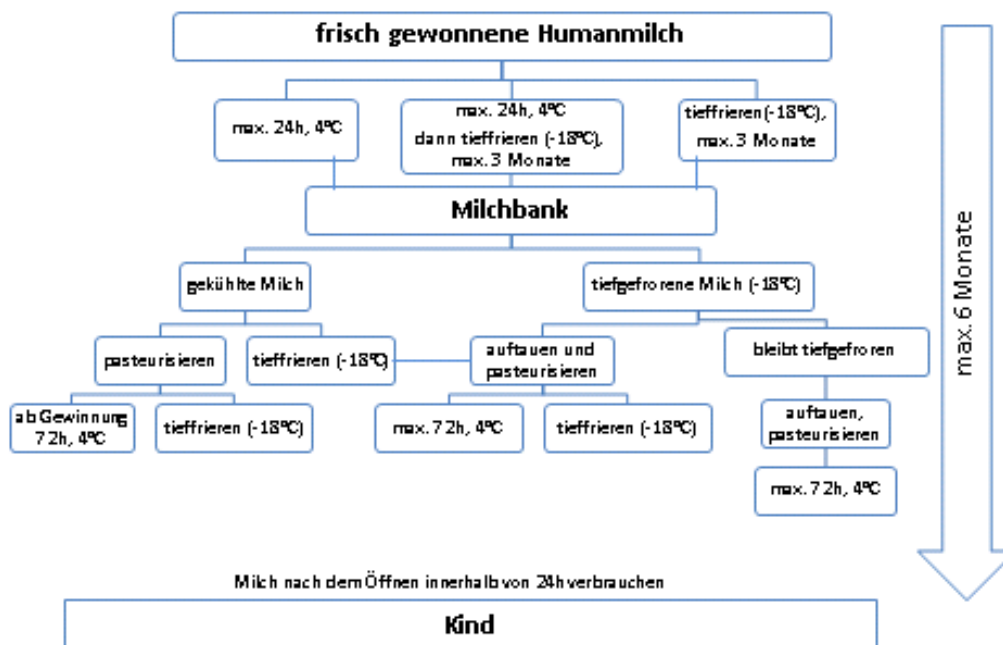 frisch gewonnene Humanmilch
max. 24h, 4°C
max. 24h, 4°C
dann tieffrieren (-18°C),
max. 3 Monate
tieffrieren (-18°C),
max. 3 Monate
Milchbank
gekühlte Milch
tiefgefrorene Milch (-18°C)
pasteurisieren
tieffrieren (-18°C)
auftauen und
pasteurisieren
bleibt tiefgefroren
ab Gewinnung
72h, 4°C
tieffrieren (-18°C)
max. 72h, 4°C
tieffrieren (-18°C)
auftauen,
pasteurisieren
max. 72h, 4°C
max. 6 Monate
Milch nach dem Öffnen innerhalb von 24h verbrauchen
Kind